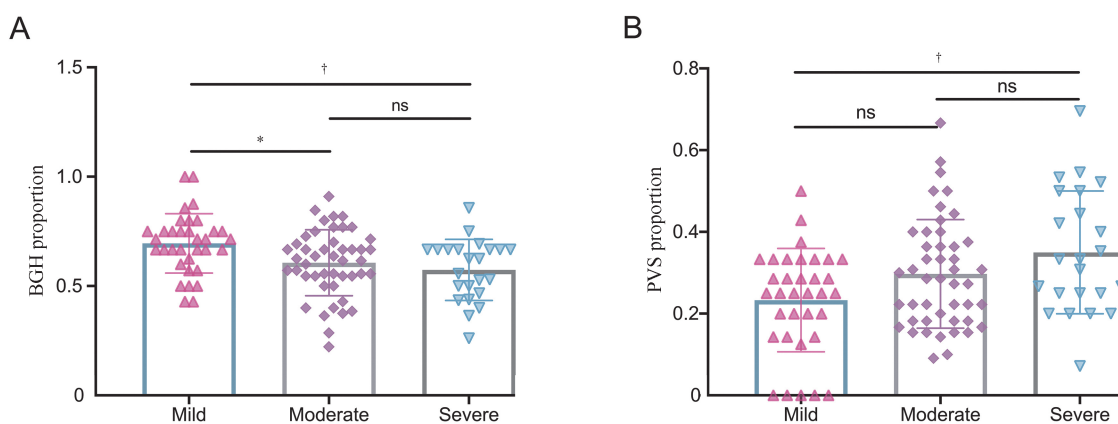 A
BGH proportion
1.5
1.0
0.5
0
†
ns
*
Mild
Moderate
Severe
B
PVS proportion
0.8
0.6
0.4
0.2
0
†
ns
ns
Mild
Moderate
Severe